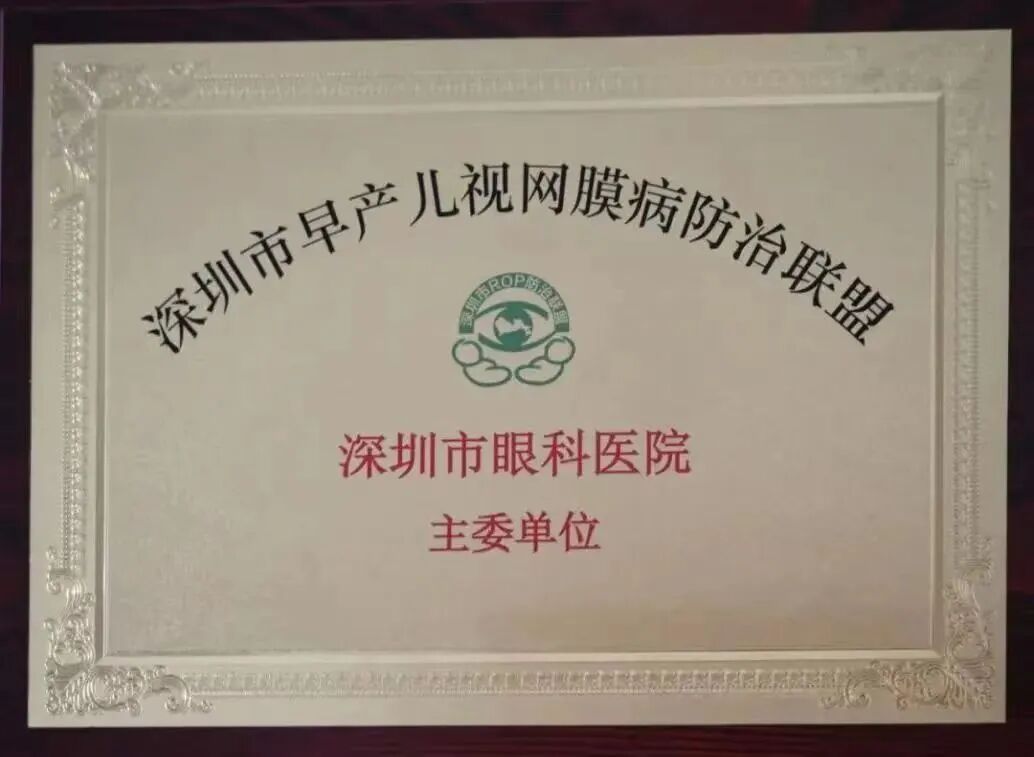 深圳市早产儿视网膜病防治联盟
深圳市ROP防治联盟
深圳市眼科医院
主委单位